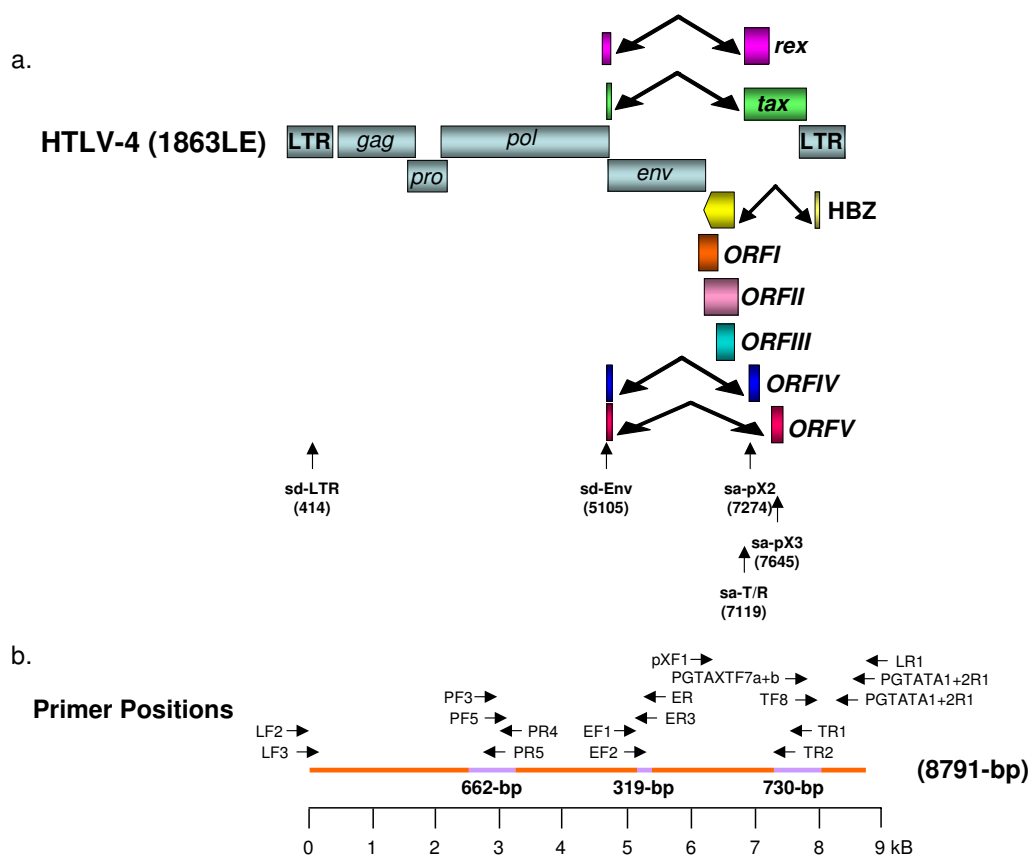 a.
rex
tax
HTLV-4 (1863LE)
LTR
gag
pol
LTR
pro
env
HBZ
ORFI
ORFII
ORFIII
ORFIV
ORFV
sd-LTR
(414)
sd-Env
(5105)
sa-pX2
(7274)
sa-pX3
(7645)
sa-T/R
(7119)
b.
Primer Positions
pXF1
LR1
PGTAXTF7a+b
PGTATA1+2R1
PF3
ER
TF8
PGTATA1+2R1
PF5
ER3
LF2
PR4
EF1
TR1
LF3
PR5
EF2
TR2
(8791-bp)
662-bp
319-bp
730-bp
0 1 2 3 4 5 6 7 8 9 kB